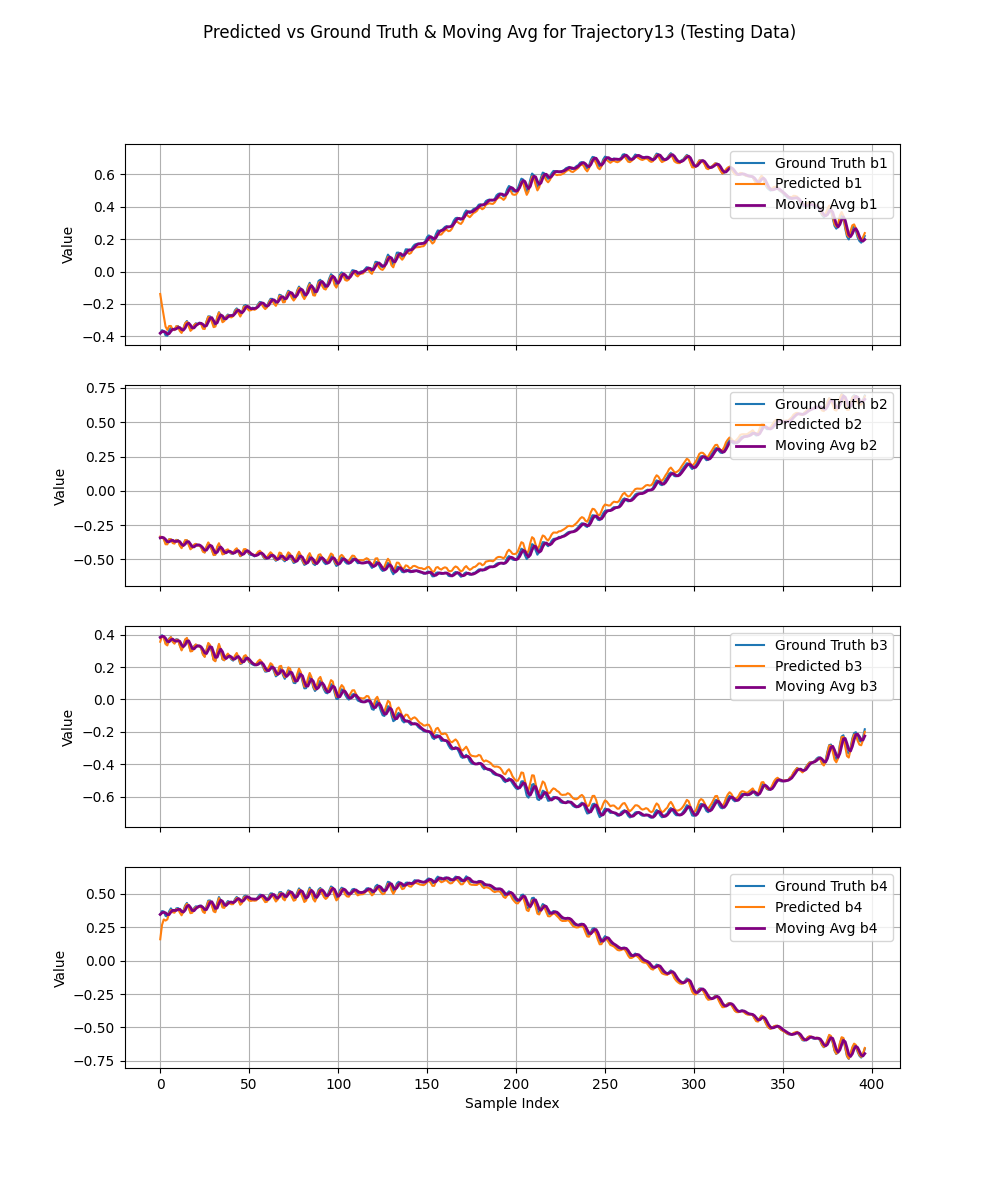 Predicted vs Ground Truth & Moving Avg for Trajectory13 (Testing Data)
Value
0.6
0.4
0.2
0.0
−0.2
−0.4
Ground Truth b1
Predicted b1
Moving Avg b1
Value
0.75
0.50
0.25
0.00
−0.25
−0.50
Ground Truth b2
Predicted b2
Moving Avg b2
Value
0.4
0.2
0.0
−0.2
−0.4
−0.6
Ground Truth b3
Predicted b3
Moving Avg b3
Value
0.50
0.25
0.00
−0.25
−0.50
−0.75
Ground Truth b4
Predicted b4
Moving Avg b4
0 50 100 150 200 250 300 350 400
Sample Index